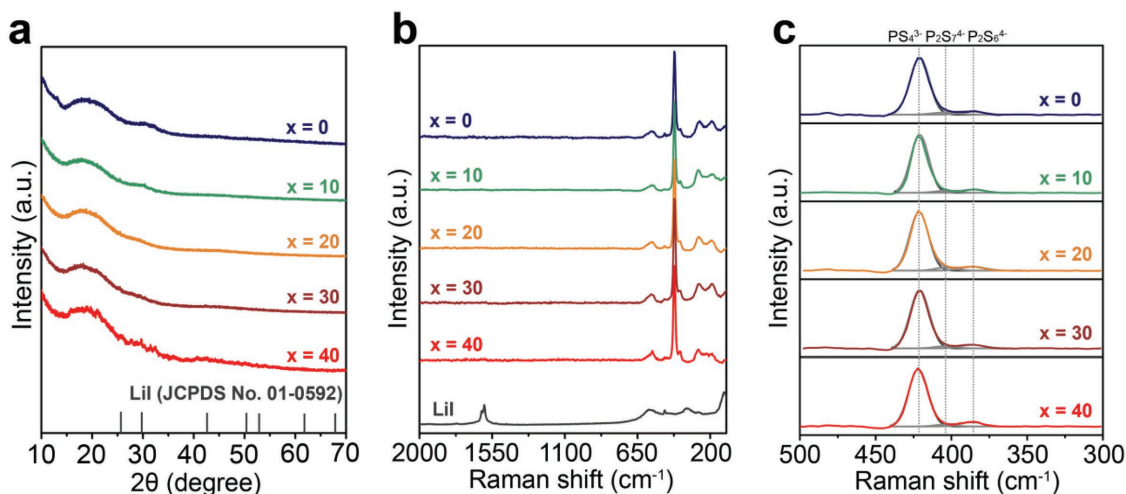 a
Intensity (a.u.)
x = 0
x = 10
x = 20
x = 30
x = 40
LiI (JCPDS No. 01-0592)
10 20 30 40 50 60 70
2θ (degree)
b
Intensity (a.u.)
x = 0
x = 10
x = 20
x = 30
x = 40
LiI
2000 1550 1100 650 200
Raman shift (cm⁻¹)
c
PS₄³⁻ P₂S₇⁴⁻ P₂S₆⁴⁻
Intensity (a.u.)
x = 0
x = 10
x = 20
x = 30
x = 40
500 450 400 350 300
Raman shift (cm⁻¹)